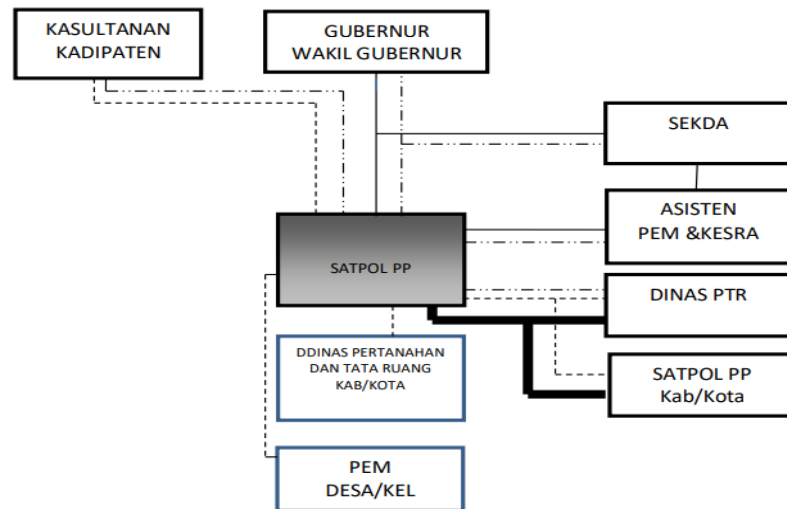 KASULTANAN
KADIPATEN
GUBERNUR
WAKIL GUBERNUR
SEKDA
ASISTEN
PEM &KESRA
SATPOL PP
DINAS PTR
DDINAS PERTANAHAN
DAN TATA RUANG
KAB/KOTA
SATPOL PP
Kab/Kota
PEM
DESA/KEL